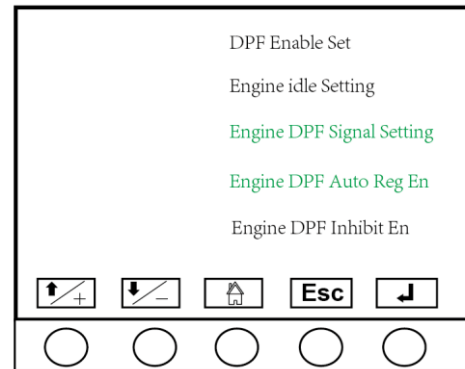 DPF Enable Set
Engine idle Setting
Engine DPF Signal Setting
Engine DPF Auto Reg En
Engine DPF Inhibit En
⬆/+ ⬇/− Esc ↲